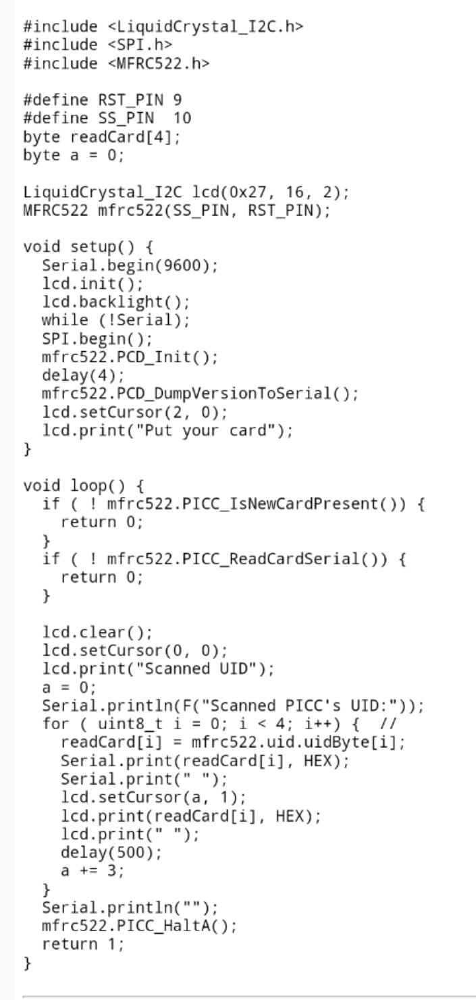 #include <LiquidCrystal_I2C.h>
#include <SPI.h>
#include <MFRC522.h>

#define RST_PIN 9
#define SS_PIN  10
byte readCard[4];
byte a = 0;

LiquidCrystal_I2C lcd(0x27, 16, 2);
MFRC522 mfrc522(SS_PIN, RST_PIN);

void setup() {
  Serial.begin(9600);
  lcd.init();
  lcd.backlight();
  while (!Serial);
  SPI.begin();
  mfrc522.PCD_Init();
  delay(4);
  mfrc522.PCD_DumpVersionToSerial();
  lcd.setCursor(2, 0);
  lcd.print("Put your card");
}

void loop() {
  if ( ! mfrc522.PICC_IsNewCardPresent()) {
    return 0;
  }
  if ( ! mfrc522.PICC_ReadCardSerial()) {
    return 0;
  }

  lcd.clear();
  lcd.setCursor(0, 0);
  lcd.print("Scanned UID");
  a = 0;
  Serial.println(F("Scanned PICC's UID:"));
  for ( uint8_t i = 0; i < 4; i++) {  //
    readCard[i] = mfrc522.uid.uidByte[i];
    Serial.print(readCard[i], HEX);
    Serial.print(" ");
    lcd.setCursor(a, 1);
    lcd.print(readCard[i], HEX);
    lcd.print(" ");
    delay(500);
    a += 3;
  }
  Serial.println("");
  mfrc522.PICC_HaltA();
  return 1;
}